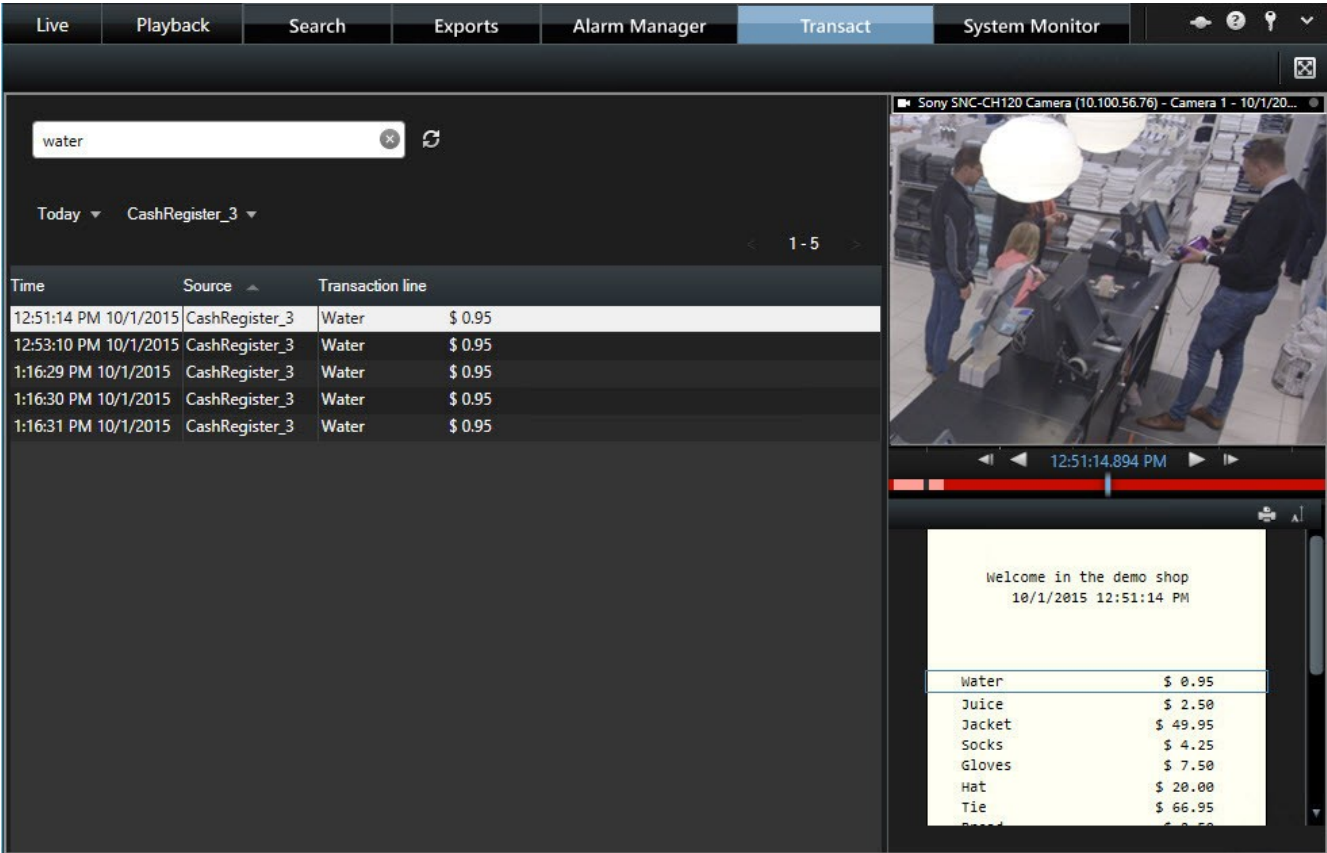 Live Playback Search Exports Alarm Manager Transact System Monitor
Sony SNC-CH120 Camera (10.100.56.76) - Camera 1 - 10/1/20...
water
Today CashRegister_3
< 1 - 5 >
Time Source Transaction line
12:51:14 PM 10/1/2015 CashRegister_3 Water $ 0.95
12:53:10 PM 10/1/2015 CashRegister_3 Water $ 0.95
1:16:29 PM 10/1/2015 CashRegister_3 Water $ 0.95
1:16:30 PM 10/1/2015 CashRegister_3 Water $ 0.95
1:16:31 PM 10/1/2015 CashRegister_3 Water $ 0.95
12:51:14.894 PM
Welcome in the demo shop
10/1/2015 12:51:14 PM
Water $ 0.95
Juice $ 2.50
Jacket $ 49.95
Socks $ 4.25
Gloves $ 7.50
Hat $ 20.00
Tie $ 66.95